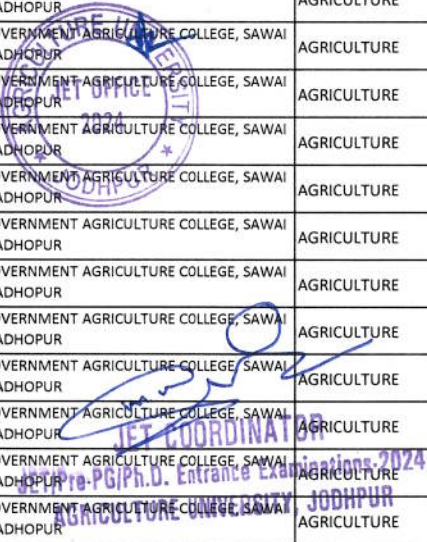 ADHOPUR AGRICULTURE
VERNMENT AGRICULTURE COLLEGE, SAWAI
ADHOPUR AGRICULTURE
VERNMENT AGRICULTURE COLLEGE, SAWAI
ADHOPUR AGRICULTURE
VERNMENT AGRICULTURE COLLEGE, SAWAI
ADHOPUR AGRICULTURE
VERNMENT AGRICULTURE COLLEGE, SAWAI
ADHOPUR AGRICULTURE
VERNMENT AGRICULTURE COLLEGE, SAWAI
ADHOPUR AGRICULTURE
VERNMENT AGRICULTURE COLLEGE, SAWAI
ADHOPUR AGRICULTURE
VERNMENT AGRICULTURE COLLEGE, SAWAI
ADHOPUR AGRICULTURE
VERNMENT AGRICULTURE COLLEGE, SAWAI
ADHOPUR AGRICULTURE
VERNMENT AGRICULTURE COLLEGE, SAWAI
ADHOPUR AGRICULTURE
VERNMENT AGRICULTURE COLLEGE, SAWAI
ADHOPUR AGRICULTURE
VERNMENT AGRICULTURE COLLEGE, SAWAI
ADHOPUR AGRICULTURE
AGRICULTURE UNIVERSITY
JET OFFICE
2024
JODHPUR
JET COORDINATOR
JET/Pre-PG/Ph.D. Entrance Examinations-2024
AGRICULTURE UNIVERSITY, JODHPUR